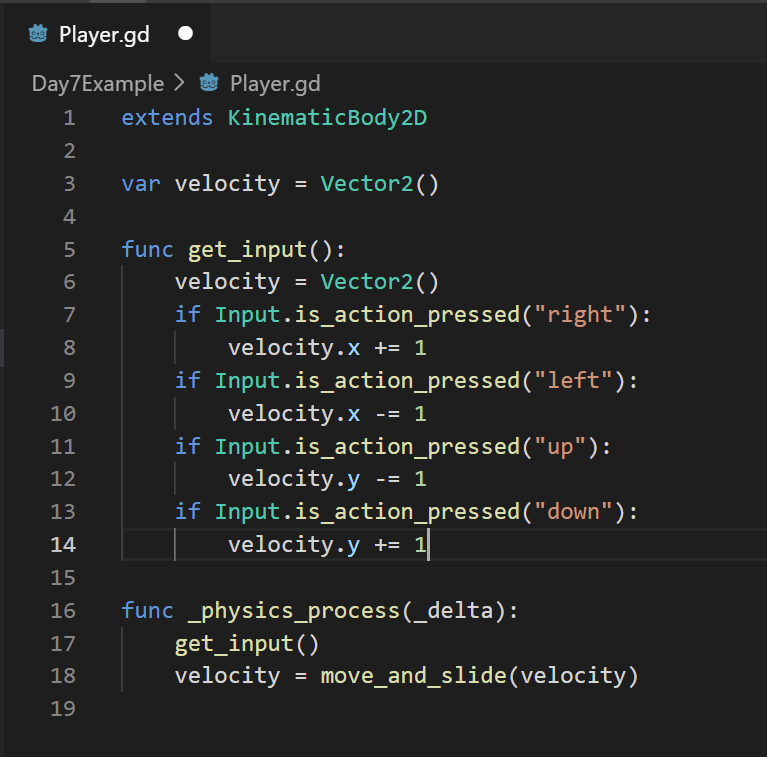 Player.gd
Day7Example > Player.gd
1 extends KinematicBody2D
2
3 var velocity = Vector2()
4
5 func get_input():
6     velocity = Vector2()
7     if Input.is_action_pressed("right"):
8         velocity.x += 1
9     if Input.is_action_pressed("left"):
10         velocity.x -= 1
11     if Input.is_action_pressed("up"):
12         velocity.y -= 1
13     if Input.is_action_pressed("down"):
14         velocity.y += 1
15
16 func _physics_process(_delta):
17     get_input()
18     velocity = move_and_slide(velocity)
19